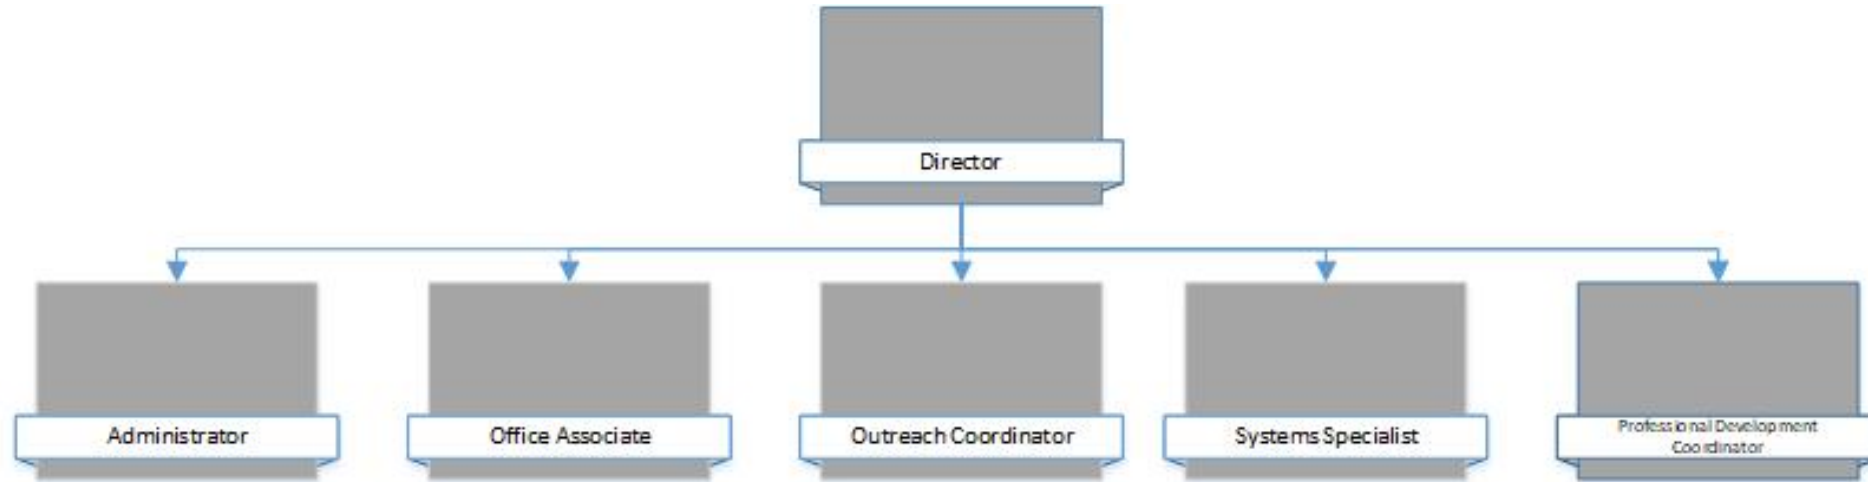 Director
Administrator
Office Associate
Outreach Coordinator
Systems Specialist
Professional Development
Coordinator